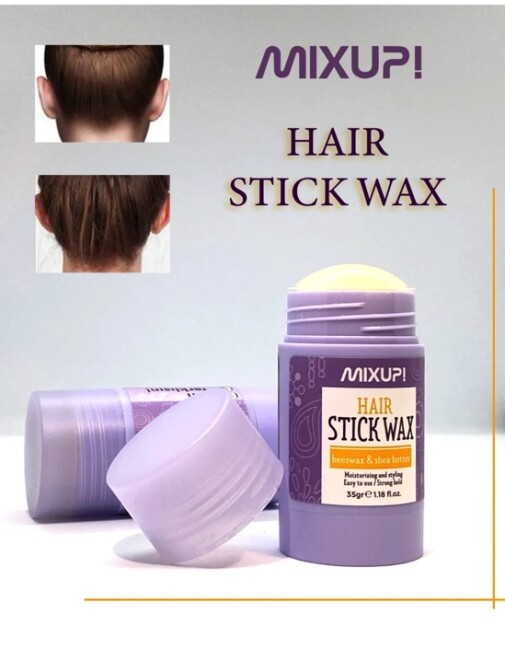 MIXUP!
HAIR
STICK WAX
MIXUP!
HAIR
STICK WAX
beeswax & shea butter
Moisturizing and styling
Easy to use / Strong hold
35gr e 1.18 fl.oz.